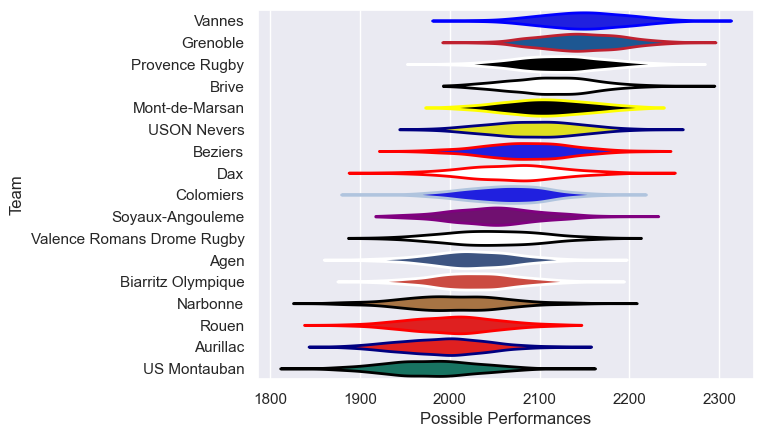 Vannes
Grenoble
Provence Rugby
Brive
Mont-de-Marsan
USON Nevers
Beziers
Dax
Colomiers
Soyaux-Angouleme
Valence Romans Drome Rugby
Agen
Biarritz Olympique
Narbonne
Rouen
Aurillac
US Montauban
Team
1800 1900 2000 2100 2200 2300
Possible Performances